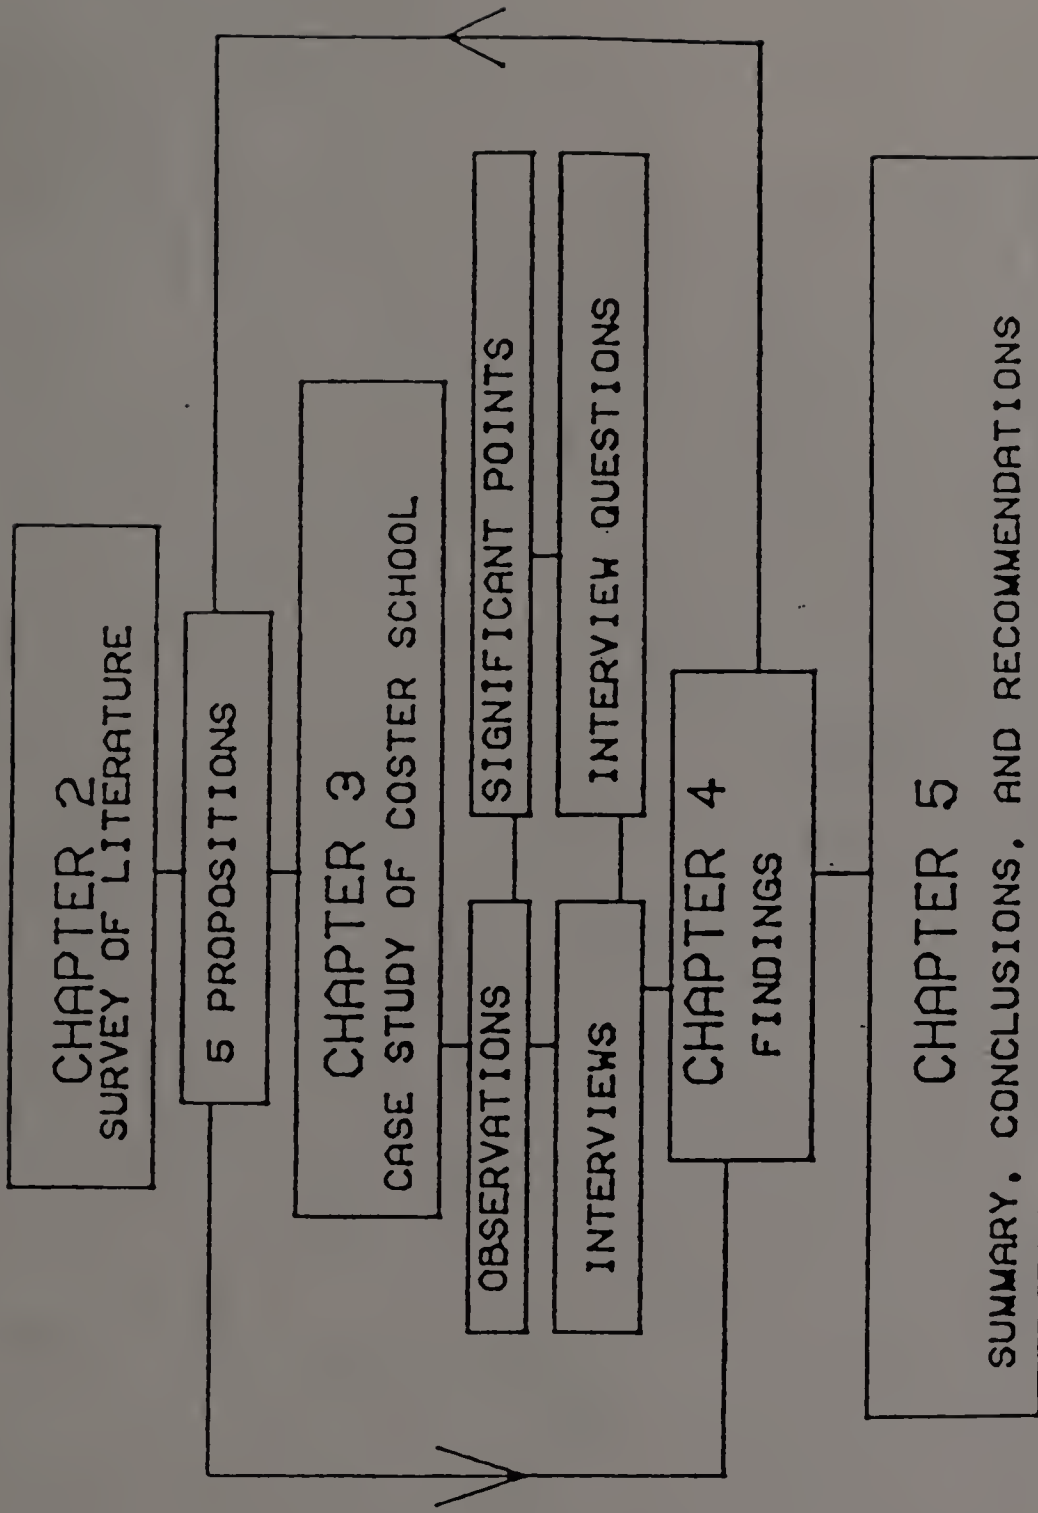 CHAPTER 2
SURVEY OF LITERATURE
5 PROPOSITIONS
CHAPTER 3
CASE STUDY OF COSTER SCHOOL
OBSERVATIONS
SIGNIFICANT POINTS
INTERVIEWS
INTERVIEW QUESTIONS
CHAPTER 4
FINDINGS
CHAPTER 5
SUMMARY, CONCLUSIONS, AND RECOMMENDATIONS